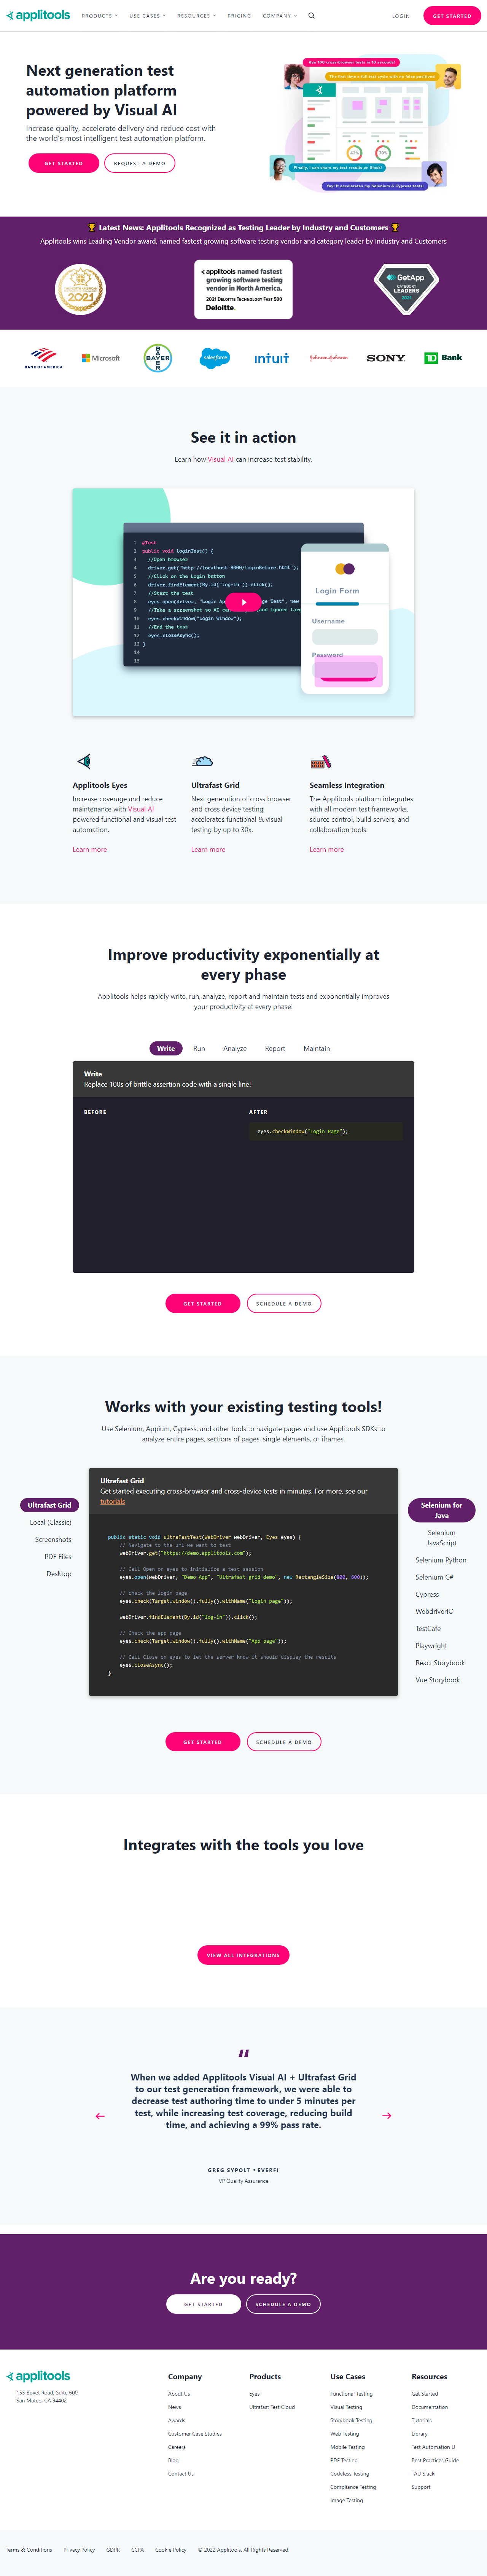 applitools
PRODUCTS USE CASES RESOURCES PRICING COMPANY LOGIN GET STARTED
Next generation test
automation platform
powered by Visual AI
Increase quality, accelerate delivery and reduce cost with
the world's most intelligent test automation platform.
GET STARTED REQUEST A DEMO
Ran 100 cross browser tests in 10 seconds!
The first time a full test cycle with no false positives!
63% 75%
Finally, I can share my test results on Slack!
Yay! It accelerates my Selenium & Cypress tests!
Latest News: Applitools Recognized as Testing Leader by Industry and Customers
Applitools wins Leading Vendor award, named fastest growing software testing vendor and category leader by Industry and Customers
2021
applitools named fastest
growing software testing
vendor in North America.
2021 Deloitte Technology Fast 500
Deloitte.
GetApp
CATEGORY
LEADERS
2021
BANK OF AMERICA
Microsoft
BAYER
BAYER
salesforce
intuit
Johnson & Johnson
SONY
TD Bank
See it in action
Learn how Visual AI can increase test stability.
1 @Test
2 public void loginTest() {
3 //Open browser
4 driver.get("http://localhost:8080/loginBefore.html");
5 //Click on the Login button
6 driver.findElement(By.id("log-in")).click();
7 //Start the test
8 eyes.open(driver, "Login Ap ge Test", new
9 //Take a screenshot so AI ca ignore larg
10 eyes.checkWindow("Login Window");
11 //End the test
12 eyes.closeAsync();
13 }
14
15
Login Form
Username
Password
Applitools Eyes
Increase coverage and reduce
maintenance with Visual AI
powered functional and visual test
automation.
Learn more
Ultrafast Grid
Next generation of cross browser
and cross device testing
accelerates functional & visual
testing by up to 30x.
Learn more
Seamless Integration
The Applitools platform integrates
with all modern test frameworks,
source control, build servers, and
collaboration tools.
Learn more
Improve productivity exponentially at
every phase
Applitools helps rapidly write, run, analyze, report and maintain tests and exponentially improves
your productivity at every phase!
Write Run Analyze Report Maintain
Write
Replace 100s of brittle assertion code with a single line!
BEFORE AFTER
eyes.checkWindow("Login Page");
GET STARTED SCHEDULE A DEMO
Works with your existing testing tools!
Use Selenium, Appium, Cypress, and other tools to navigate pages and use Applitools SDKs to
analyze entire pages, sections of pages, single elements, or iframes.
Ultrafast Grid
Local (Classic)
Screenshots
PDF Files
Desktop
Ultrafast Grid
Get started executing cross-browser and cross-device tests in minutes. For more, see our
tutorials
public static void ultraFastTest(WebDriver webDriver, Eyes eyes) {
// Navigate to the url we want to test
webDriver.get("https://demo.applitools.com");
// Call Open on eyes to initialize a test session
eyes.open(webDriver, "Demo App", "Ultrafast grid demo", new RectangleSize(800, 600));
// check the login page
eyes.check(Target.window().fully().withName("Login page"));
webDriver.findElement(By.id("log-in")).click();
// Check the app page
eyes.check(Target.window().fully().withName("App page"));
// Call Close on eyes to let the server know it should display the results
eyes.closeAsync();
}
Selenium for
Java
Selenium
JavaScript
Selenium Python
Selenium C#
Cypress
WebdriverIO
TestCafe
Playwright
React Storybook
Vue Storybook
GET STARTED SCHEDULE A DEMO
Integrates with the tools you love
VIEW ALL INTEGRATIONS
"
When we added Applitools Visual AI + Ultrafast Grid
to our test generation framework, we were able to
decrease test authoring time to under 5 minutes per
test, while increasing test coverage, reducing build
time, and achieving a 99% pass rate.
GREG SYPOLT • EVERFI
VP Quality Assurance
Are you ready?
GET STARTED SCHEDULE A DEMO
applitools
155 Bovet Road, Suite 600
San Mateo, CA 94402
Company
About Us
News
Awards
Customer Case Studies
Careers
Blog
Contact Us
Products
Eyes
Ultrafast Test Cloud
Use Cases
Functional Testing
Visual Testing
Storybook Testing
Web Testing
Mobile Testing
PDF Testing
Codeless Testing
Compliance Testing
Image Testing
Resources
Get Started
Documentation
Tutorials
Library
Test Automation U
Best Practices Guide
TAU Slack
Support
Terms & Conditions Privacy Policy GDPR CCPA Cookie Policy © 2022 Applitools. All Rights Reserved.